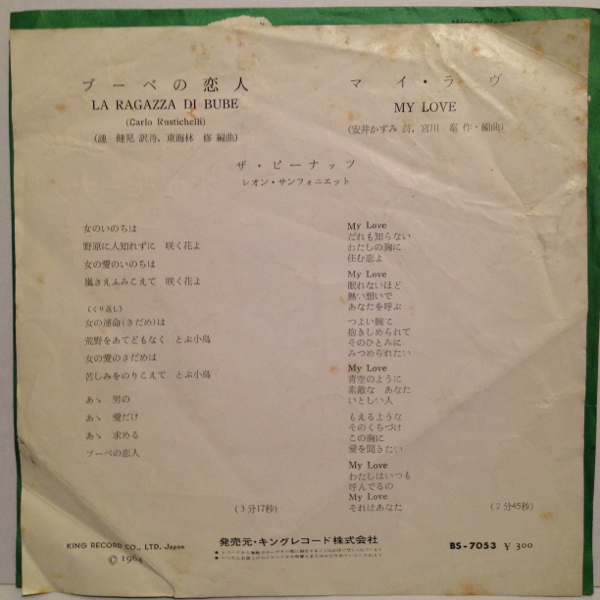 ブーベの恋人
LA RAGAZZA DI BUBE
(Carlo Rustichelli)
(漣 健児 訳詩, 東海林 修 編曲)
マイ・ラヴ
MY LOVE
(安井かずみ 詩, 宮川 泰 作・編曲)
ザ・ピーナッツ
レオン・サンフォニエット
女のいのちは
野原に人知れずに 咲く花よ
女の愛のいのちは
嵐さえふみこえて 咲く花よ
(くり返し)
女の運命(さだめ)は
荒野をあてどもなく とぶ小鳥
女の愛のさだめは
苦しみをのりこえて とぶ小鳥
あゝ 男の
あゝ 愛だけ
あゝ 求める
ブーベの恋人
(3分17秒)
My Love
だれも知らない
わたしの胸に
住む恋よ
My Love
眠れないほど
熱い想いで
あなたを呼ぶ
つよい腕に
抱きしめられて
そのひとみに
みつめられたい
My Love
青空のように
素敵な あなた
いとしい人
もえるような
そのくちづけ
この胸に
愛を聞きたい
My Love
わたしはいつも
呼んでるの
My Love
それはあなた
(2分45秒)
KING RECORD CO., LTD. Japan
© 1964
発売元・キングレコード株式会社
BS-7053 ¥300